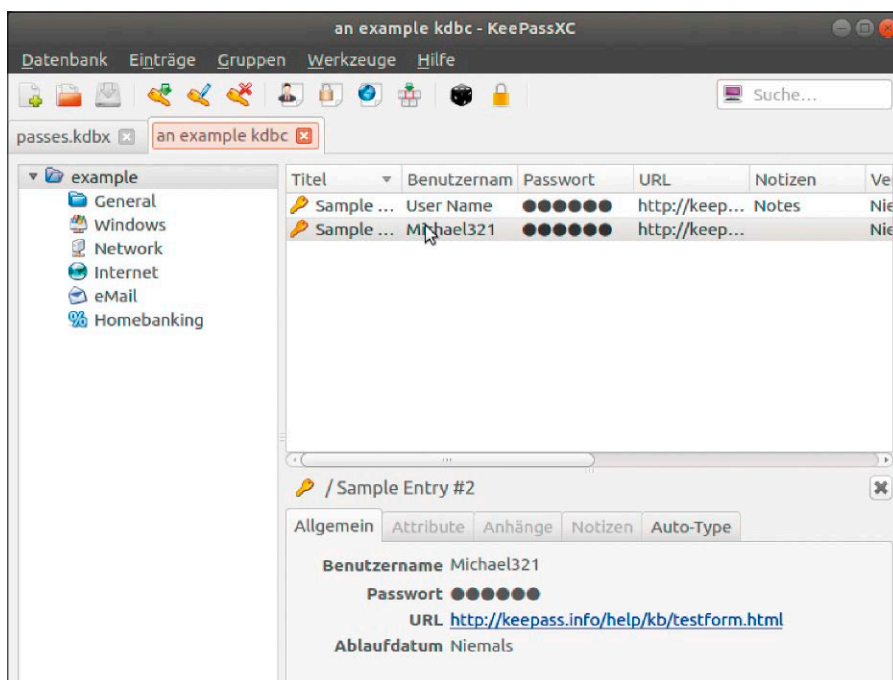 an example kdbc - KeePassXC
Datenbank Einträge Gruppen Werkzeuge Hilfe
Suche...
passes.kdbx an example kdbc
example
General
Windows
Network
Internet
eMail
Homebanking
Titel Benutzernam Passwort URL Notizen Ve
Sample ... User Name ●●●●●● http://keep... Notes Nie
Sample ... Michael321 ●●●●●● http://keep... Nie
/ Sample Entry #2
Allgemein Attribute Anhänge Notizen Auto-Type
Benutzername Michael321
Passwort ●●●●●●
URL http://keepass.info/help/kb/testform.html
Ablaufdatum Niemals